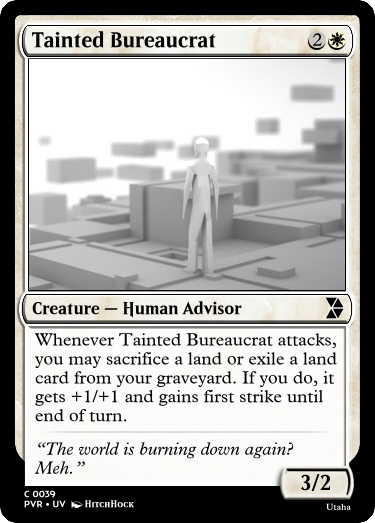 Tainted Bureaucrat 2
Creature — Human Advisor
Whenever Tainted Bureaucrat attacks,
you may sacrifice a land or exile a land
card from your graveyard. If you do, it
gets +1/+1 and gains first strike until
end of turn.
“The world is burning down again?
Meh.”
3/2
C 0039
PVR • UV HITCHHOCK
Utaha